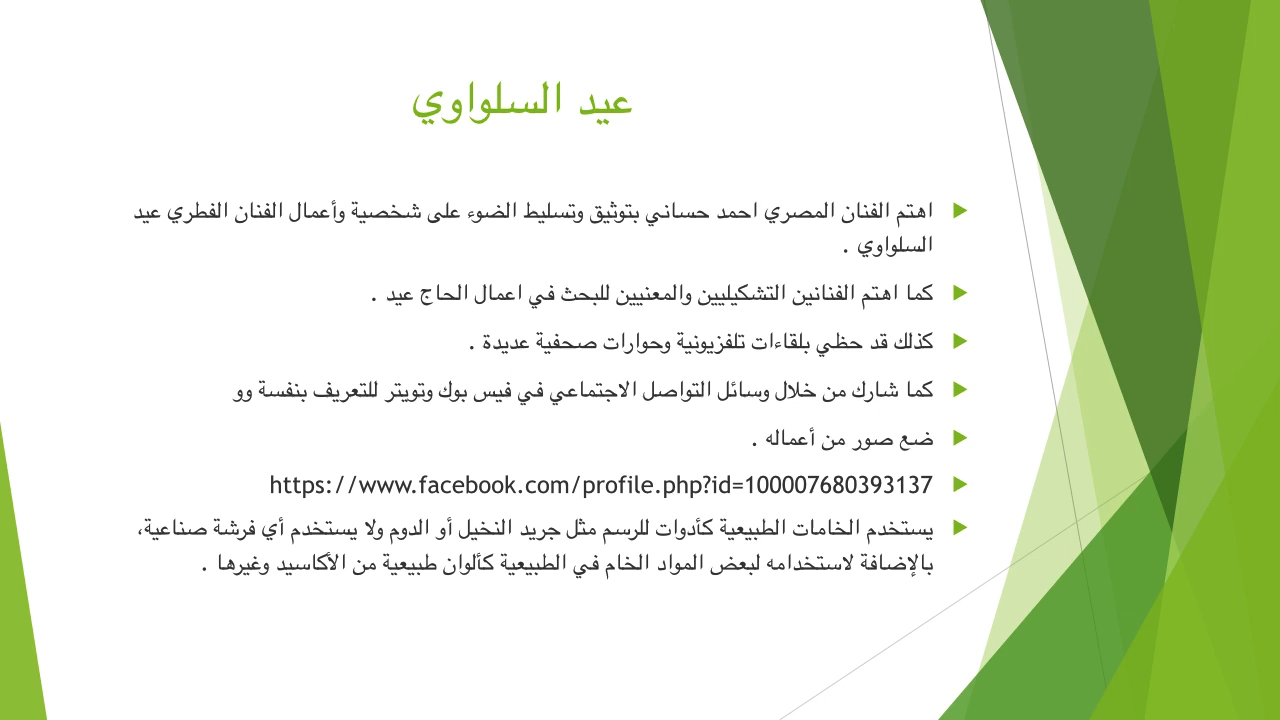 عيد السلواوي
اهتم الفنان المصري احمد حساني بتوثيق وتسليط الضوء على شخصية وأعمال الفنان الفطري عيد
السلواوي .
كما اهتم الفنانين التشكيليين والمعنيين للبحث في اعمال الحاج عيد .
كذلك قد حظي بلقاءات تلفزيونية وحوارات صحفية عديدة .
كما شارك من خلال وسائل التواصل الاجتماعي في فيس بوك وتويتر للتعريف بنفسة وو
ضع صور من أعماله .
https://www.facebook.com/profile.php?id=100007680393137
يستخدم الخامات الطبيعية كأدوات للرسم مثل جريد النخيل أو الدوم ولا يستخدم أي فرشة صناعية،
بالإضافة لاستخدامه لبعض المواد الخام في الطبيعية كألوان طبيعية من الأكاسيد وغيرها .